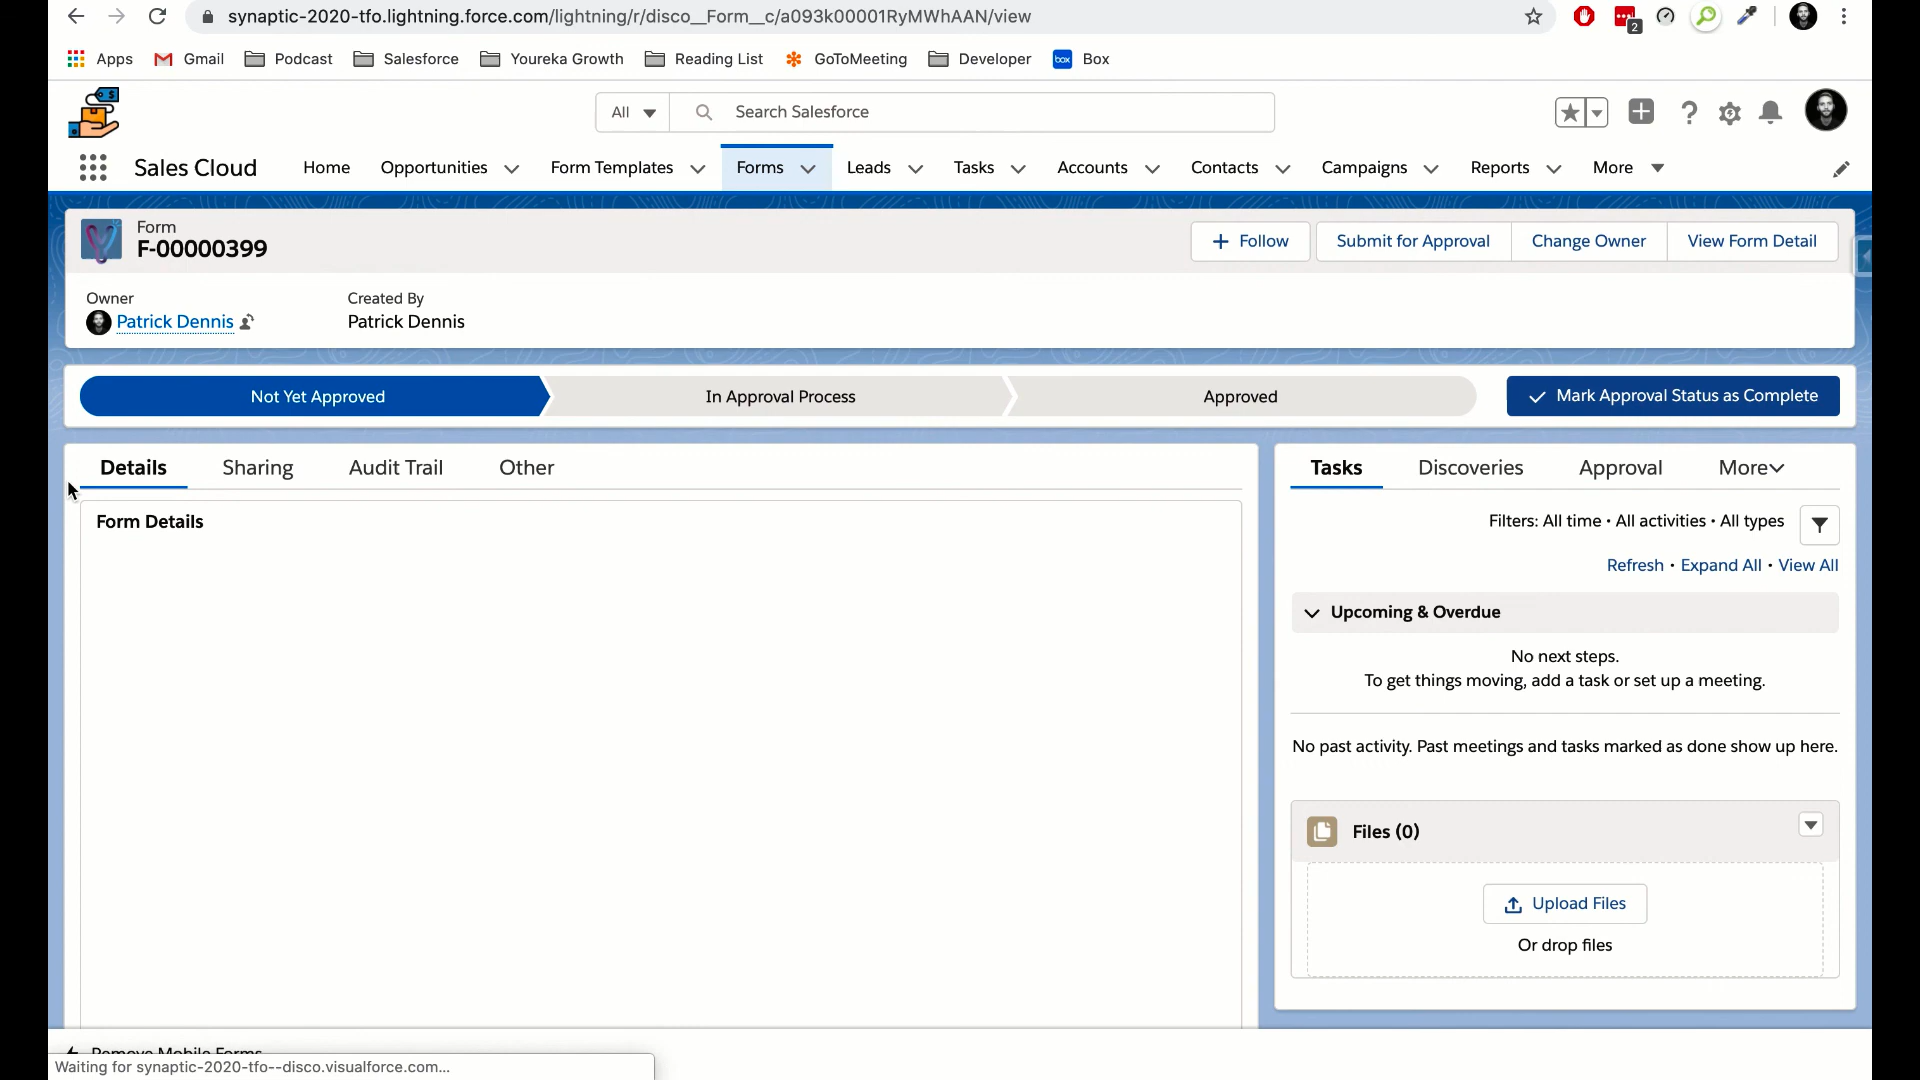 synaptic-2020-tfo.lightning.force.com/lightning/r/disco__Form__c/a093k00001RyMWhAAN/view
2
Apps Gmail Podcast Salesforce Youreka Growth Reading List GoToMeeting Developer box Box
All Search Salesforce
Sales Cloud Home Opportunities Form Templates Forms Leads Tasks Accounts Contacts Campaigns Reports More
Form
F-00000399
Follow Submit for Approval Change Owner View Form Detail
Owner Created By
Patrick Dennis Patrick Dennis
Not Yet Approved In Approval Process Approved Mark Approval Status as Complete
Details Sharing Audit Trail Other
Form Details
Tasks Discoveries Approval More
Filters: All time • All activities • All types
Refresh • Expand All • View All
Upcoming & Overdue
No next steps.
To get things moving, add a task or set up a meeting.
No past activity. Past meetings and tasks marked as done show up here.
Files (0)
Upload Files
Or drop files
Remove Mobile Forms
Waiting for synaptic-2020-tfo--disco.visualforce.com...